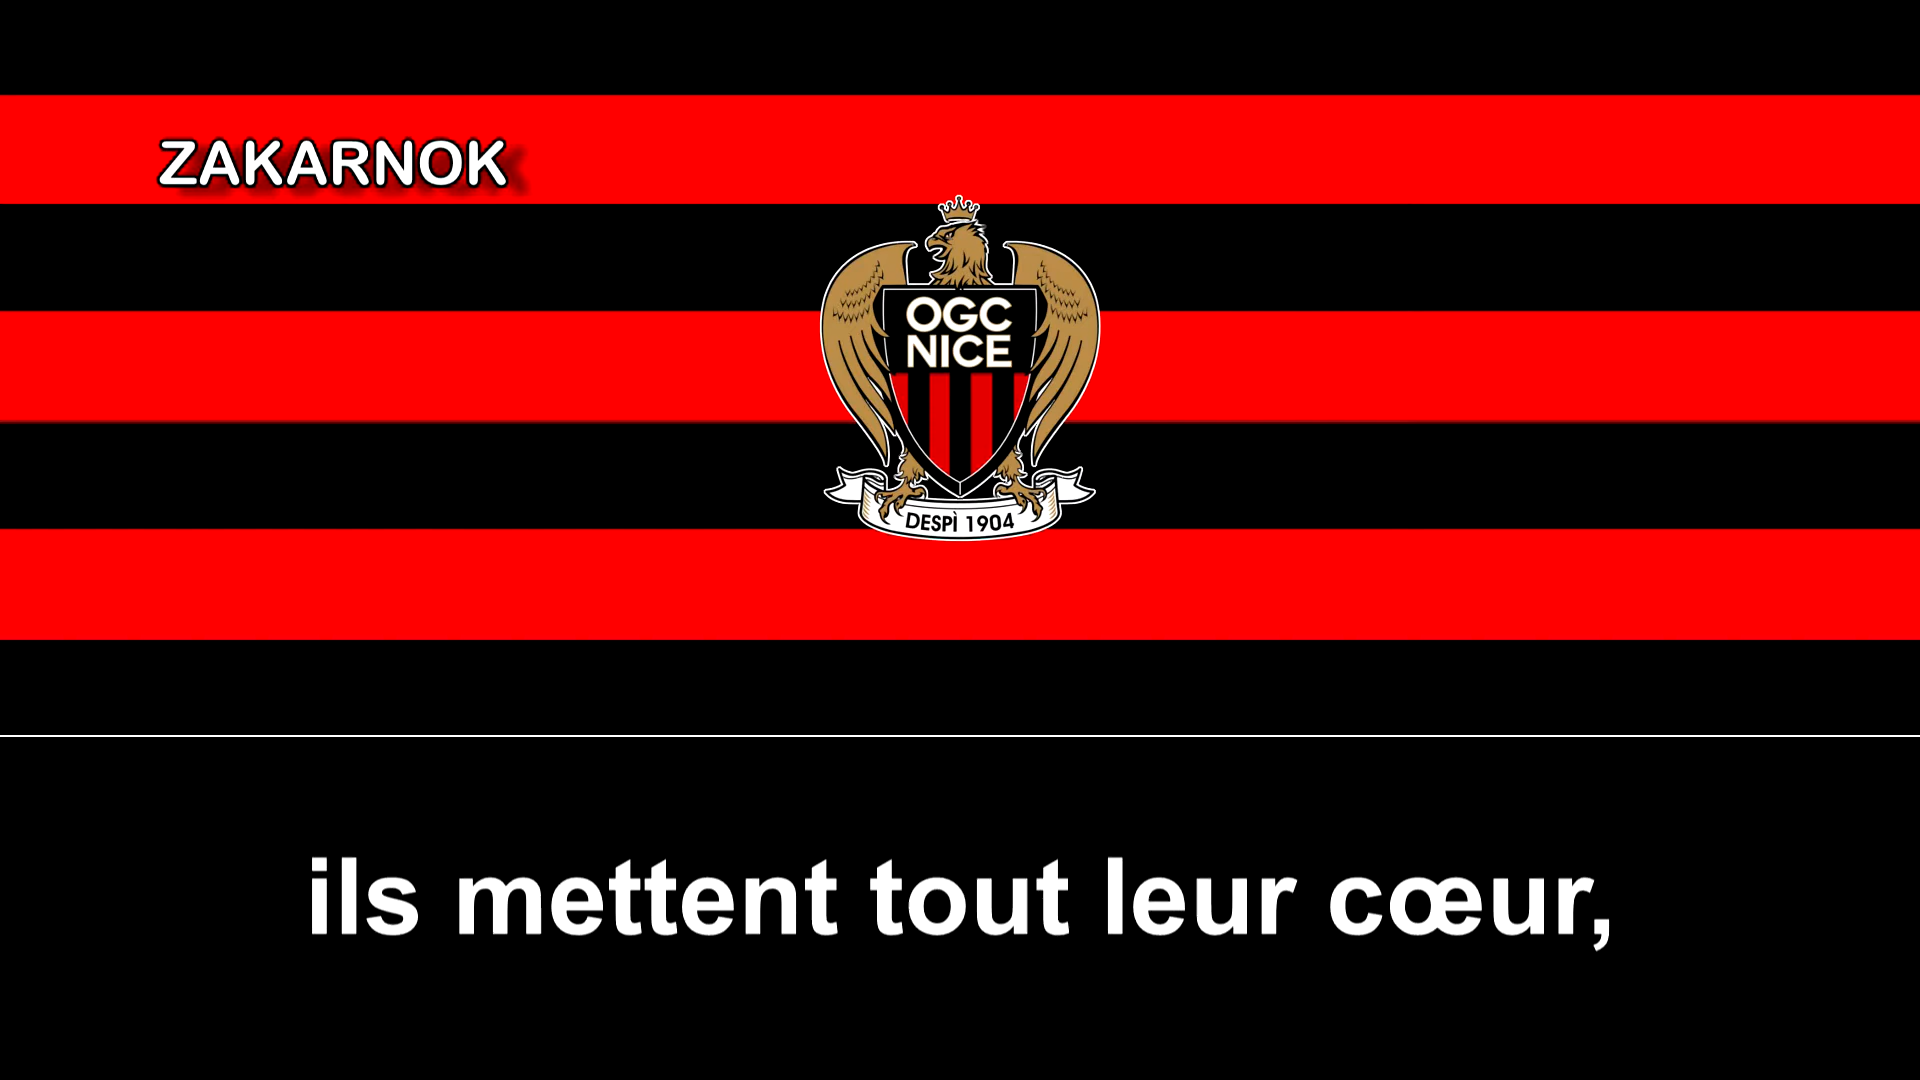 ZAKARNOK
OGC
NICE
DESPÌ 1904
ils mettent tout leur cœur,